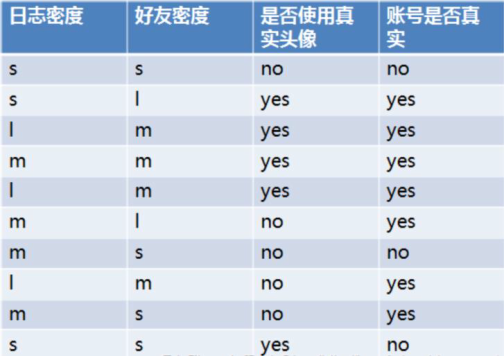 日志密度 好友密度 是否使用真实头像 账号是否真实
s s no no
s l yes yes
l m yes yes
m m yes yes
l m yes yes
m l no yes
m s no no
l m no yes
m s no yes
s s yes no